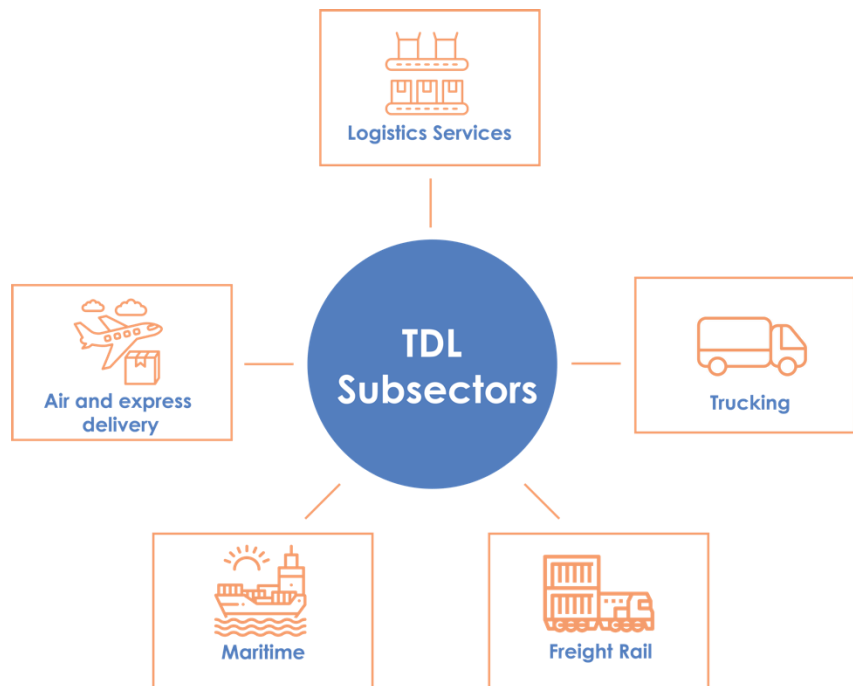 Logistics Services
TDL
Subsectors
Air and express
delivery
Trucking
Maritime
Freight Rail